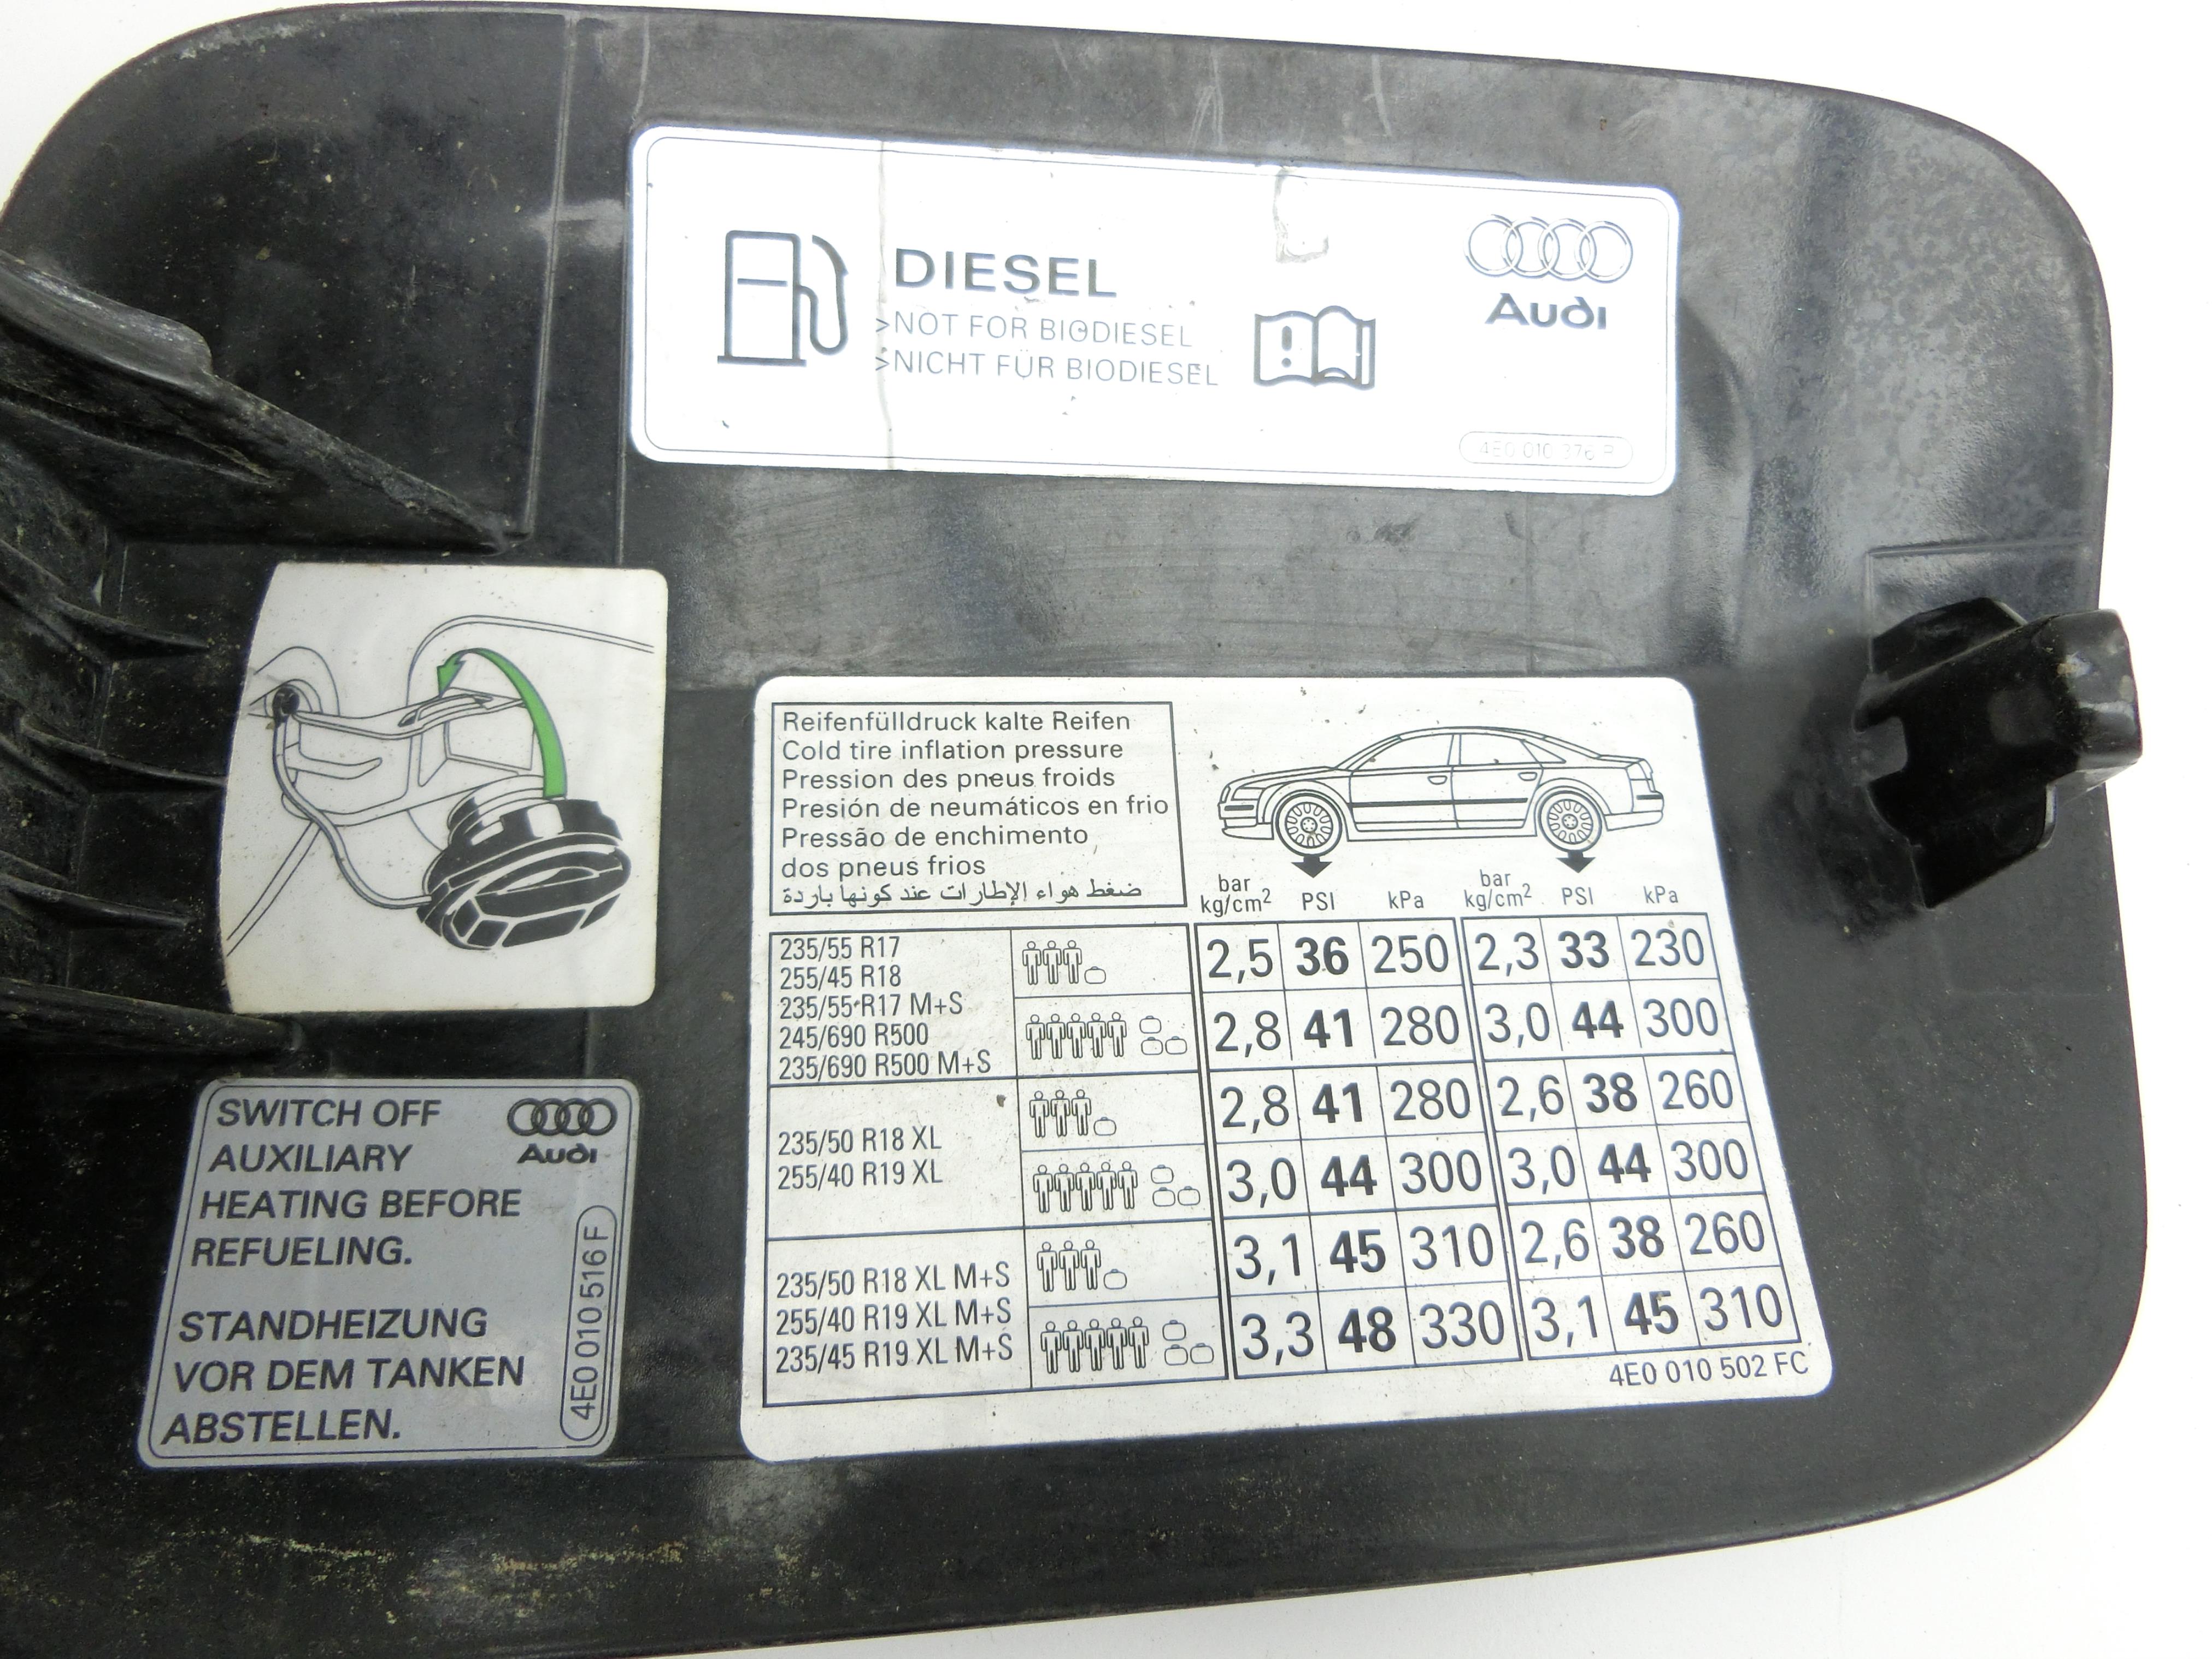 DIESEL
>NOT FOR BIODIESEL
>NICHT FÜR BIODIESEL
Audi
4E0 010 376
Reifenfülldruck kalte Reifen
Cold tire inflation pressure
Pression des pneus froids
Presión de neumáticos en frio
Pressão de enchimento
dos pneus frios
ضغط هواء الإطارات عند كونها باردة
bar kg/cm² PSI kPa bar kg/cm² PSI kPa
235/55 R17
255/45 R18
235/55 R17 M+S
245/690 R500
235/690 R500 M+S
2,5 36 250 2,3 33 230
2,8 41 280 3,0 44 300
235/50 R18 XL
255/40 R19 XL
2,8 41 280 2,6 38 260
3,0 44 300 3,0 44 300
235/50 R18 XL M+S
255/40 R19 XL M+S
235/45 R19 XL M+S
3,1 45 310 2,6 38 260
3,3 48 330 3,1 45 310
4E0 010 502 FC
SWITCH OFF
AUXILIARY
HEATING BEFORE
REFUELING.
STANDHEIZUNG
VOR DEM TANKEN
ABSTELLEN.
Audi
4E0 010 516 F